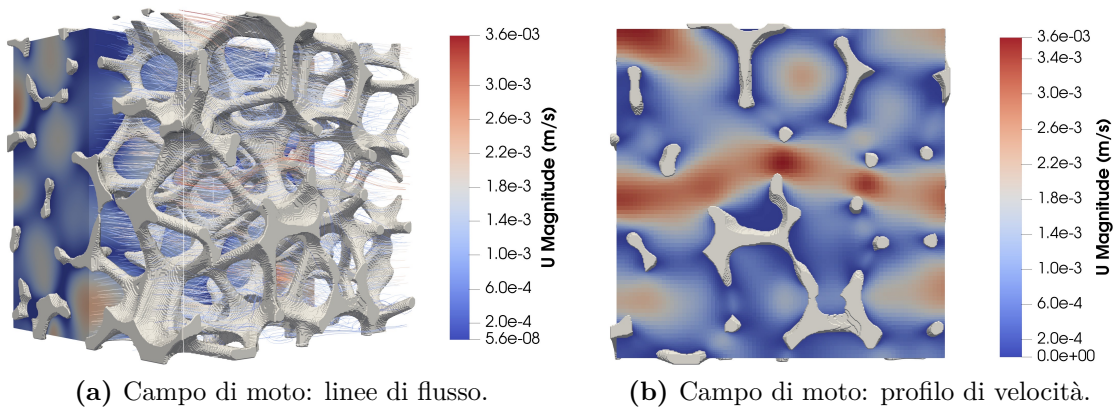 3.6e-03
3.0e-3
2.6e-3
2.2e-3
1.8e-3
1.4e-3
1.0e-3
6.0e-4
2.0e-4
5.6e-08
U Magnitude (m/s)
3.6e-03
3.4e-3
3.0e-3
2.6e-3
2.2e-3
1.8e-3
1.4e-3
1.0e-3
6.0e-4
2.0e-4
0.0e+00
U Magnitude (m/s)
(a) Campo di moto: linee di flusso.
(b) Campo di moto: profilo di velocità.